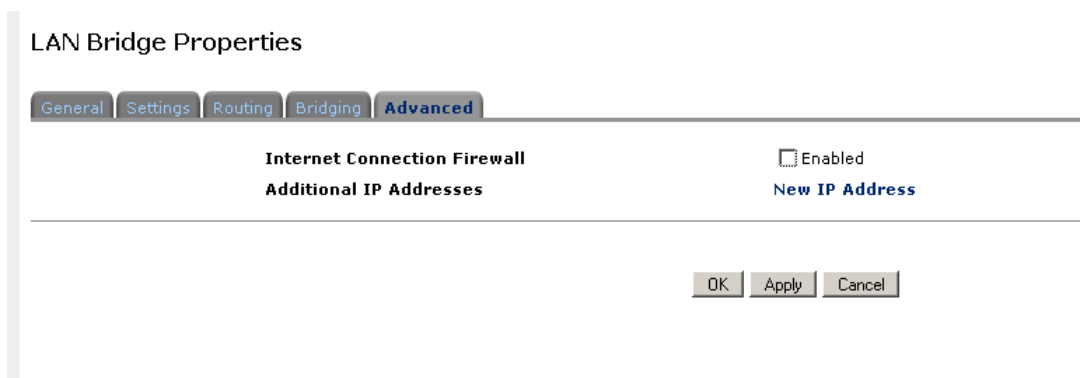 LAN Bridge Properties
General Settings Routing Bridging Advanced
Internet Connection Firewall Enabled
Additional IP Addresses New IP Address
OK Apply Cancel